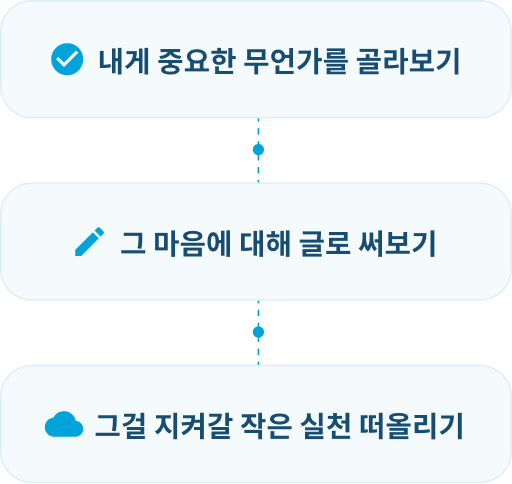 내게 중요한 무언가를 골라보기
그 마음에 대해 글로 써보기
그걸 지켜갈 작은 실천 떠올리기